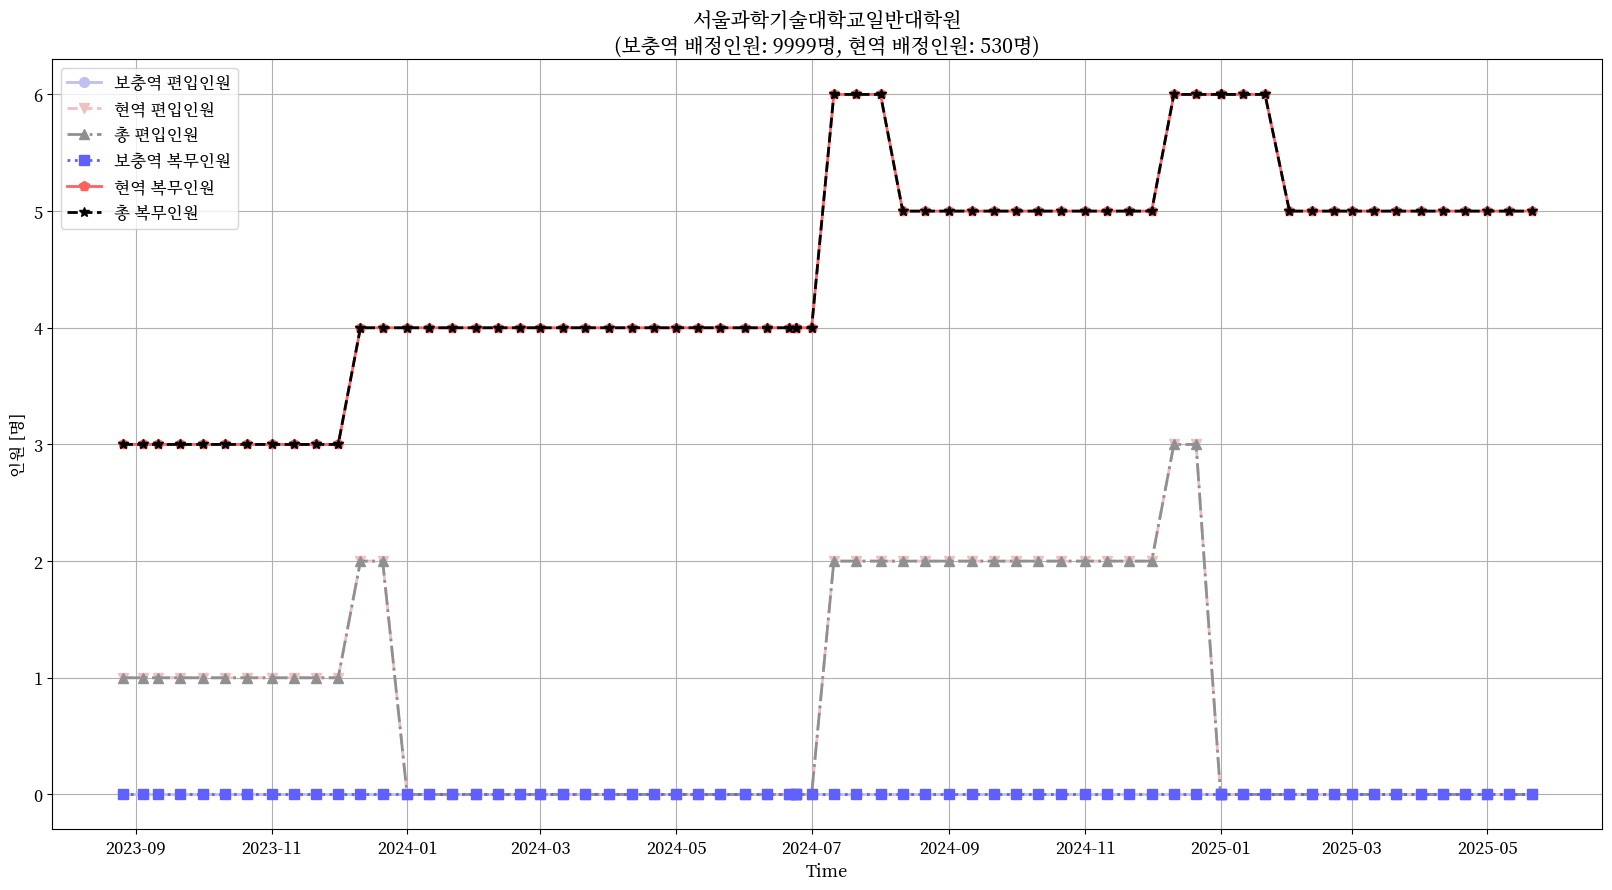 서울과학기술대학교일반대학원
(보충역 배정인원: 9999명, 현역 배정인원: 530명)
보충역 편입인원
현역 편입인원
총 편입인원
보충역 복무인원
현역 복무인원
총 복무인원
인원 [명]
6
5
4
3
2
1
0
2023-09
2023-11
2024-01
2024-03
2024-05
2024-07
2024-09
2024-11
2025-01
2025-03
2025-05
Time